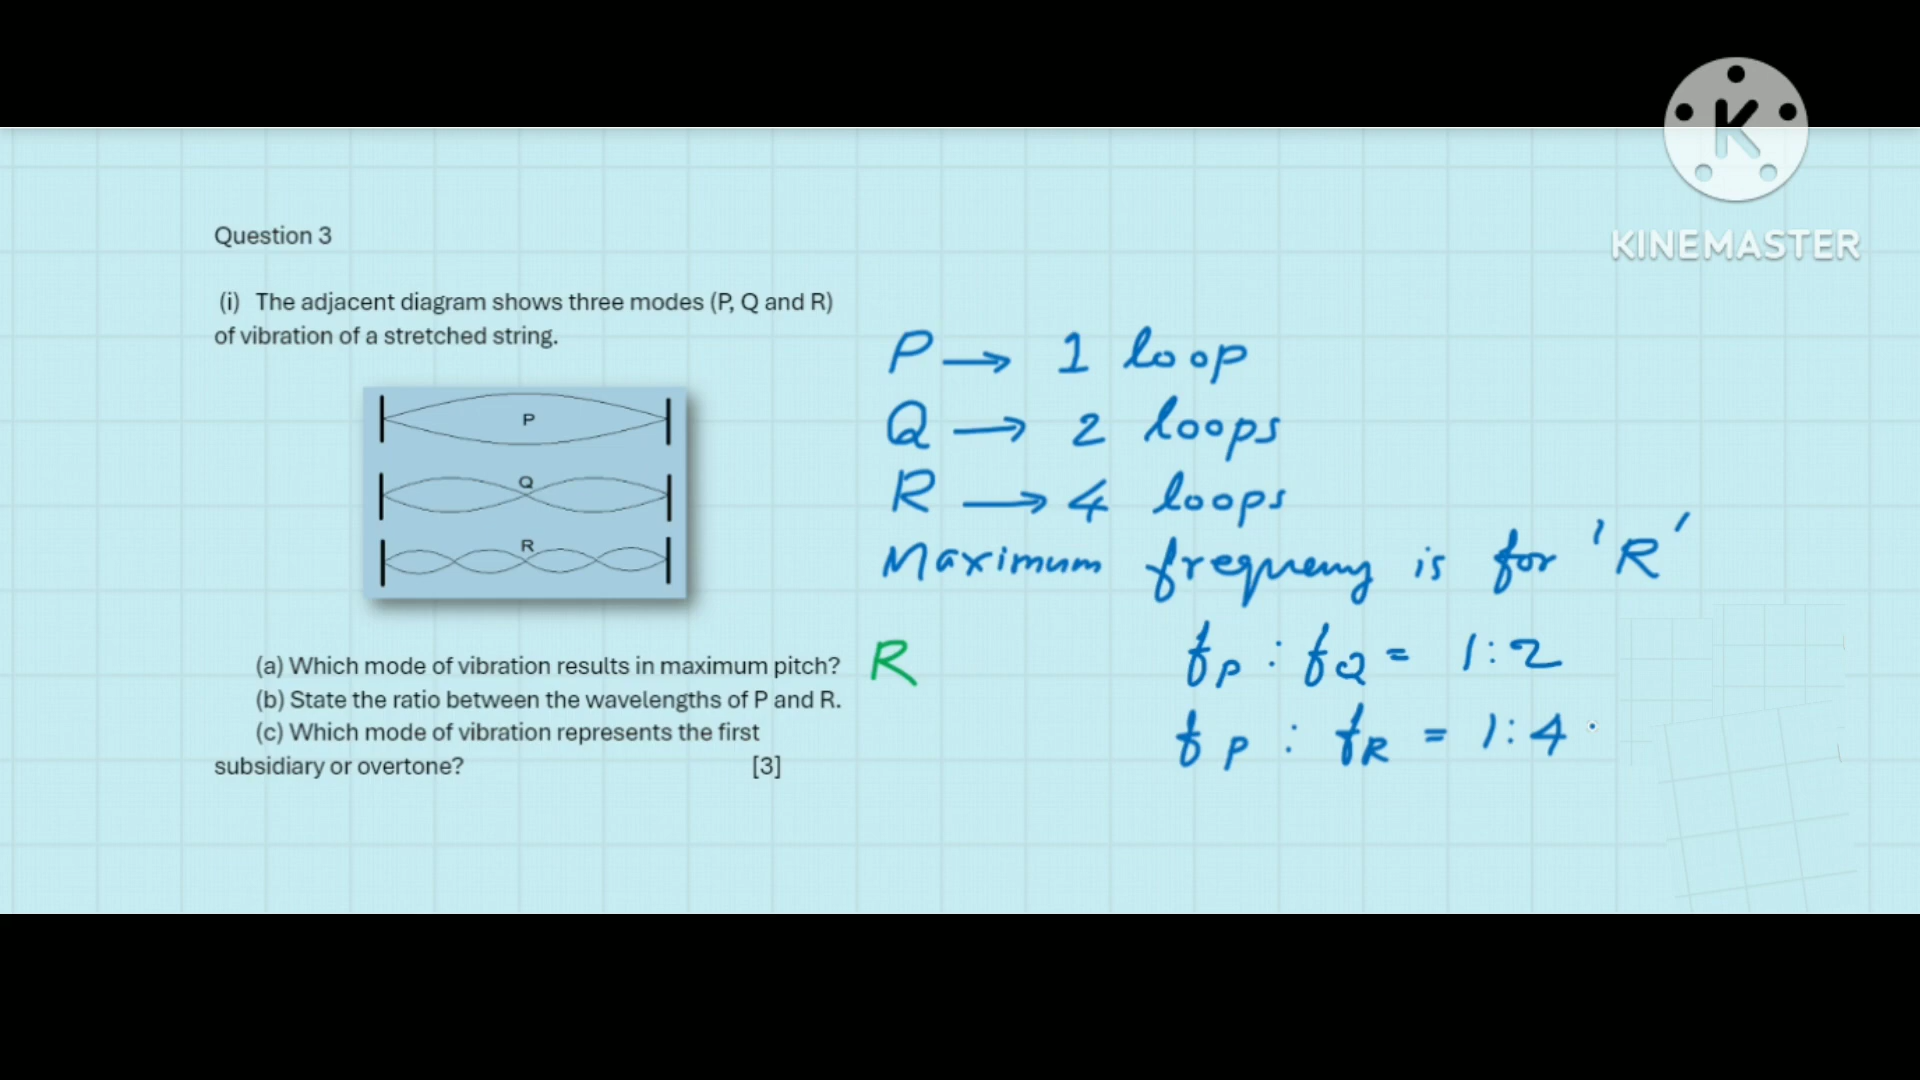 K
KINEMASTER
Question 3
(i) The adjacent diagram shows three modes (P, Q and R)
of vibration of a stretched string.
P
Q
R
(a) Which mode of vibration results in maximum pitch? R
(b) State the ratio between the wavelengths of P and R.
(c) Which mode of vibration represents the first
subsidiary or overtone? [3]
P → 1 loop
Q → 2 loops
R → 4 loops
Maximum frequency is for 'R'
fP : fQ = 1:2
fP : fR = 1:4